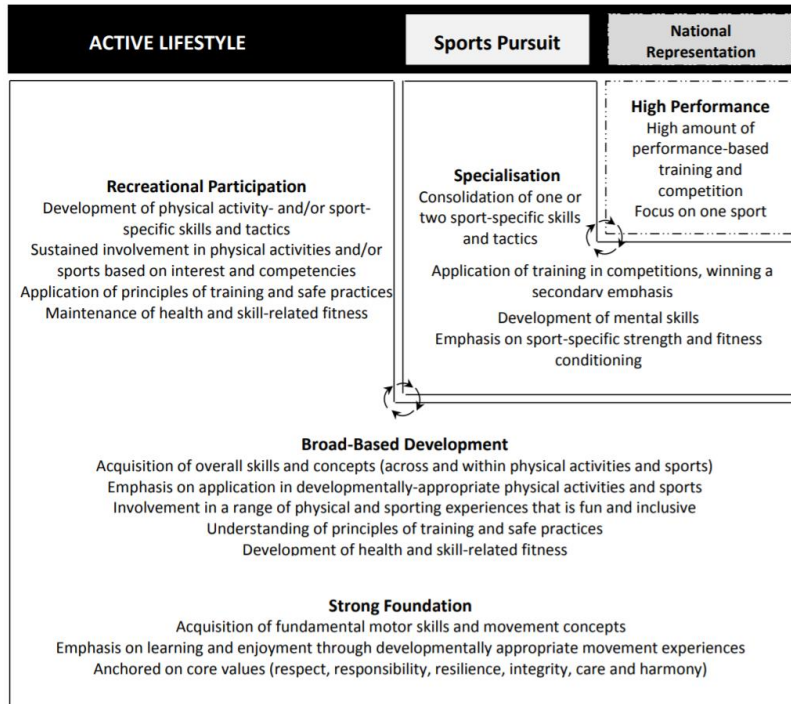 ACTIVE LIFESTYLE
Sports Pursuit
National
Representation
Recreational Participation
Development of physical activity- and/or sport-
specific skills and tactics
Sustained involvement in physical activities and/or
sports based on interest and competencies
Application of principles of training and safe practices
Maintenance of health and skill-related fitness
Specialisation
Consolidation of one or
two sport-specific skills
and tactics
Application of training in competitions, winning a
secondary emphasis
Development of mental skills
Emphasis on sport-specific strength and fitness
conditioning
High Performance
High amount of
performance-based
training and
competition
Focus on one sport
Broad-Based Development
Acquisition of overall skills and concepts (across and within physical activities and sports)
Emphasis on application in developmentally-appropriate physical activities and sports
Involvement in a range of physical and sporting experiences that is fun and inclusive
Understanding of principles of training and safe practices
Development of health and skill-related fitness
Strong Foundation
Acquisition of fundamental motor skills and movement concepts
Emphasis on learning and enjoyment through developmentally appropriate movement experiences
Anchored on core values (respect, responsibility, resilience, integrity, care and harmony)